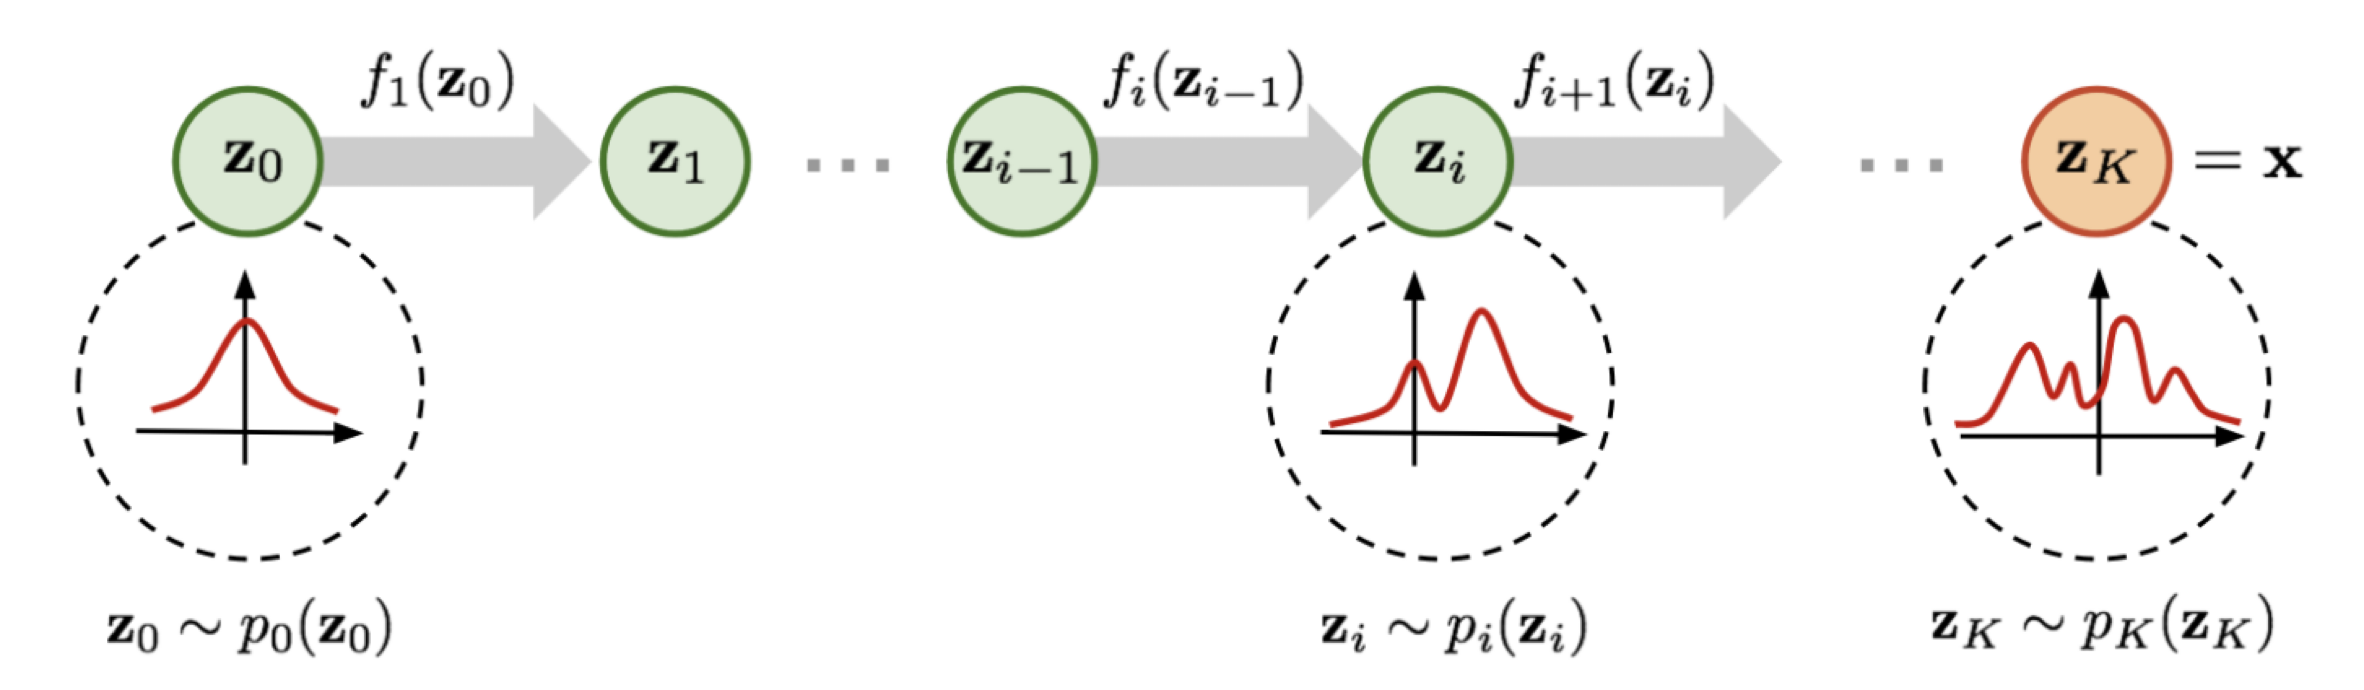 f₁(𝐳₀) fᵢ(𝐳ᵢ₋₁) fᵢ₊₁(𝐳ᵢ)
𝐳₀ 𝐳₁ ... 𝐳ᵢ₋₁ 𝐳ᵢ ... 𝐳_K = 𝐱
𝐳₀ ∼ p₀(𝐳₀) 𝐳ᵢ ∼ pᵢ(𝐳ᵢ) 𝐳_K ∼ p_K(𝐳_K)